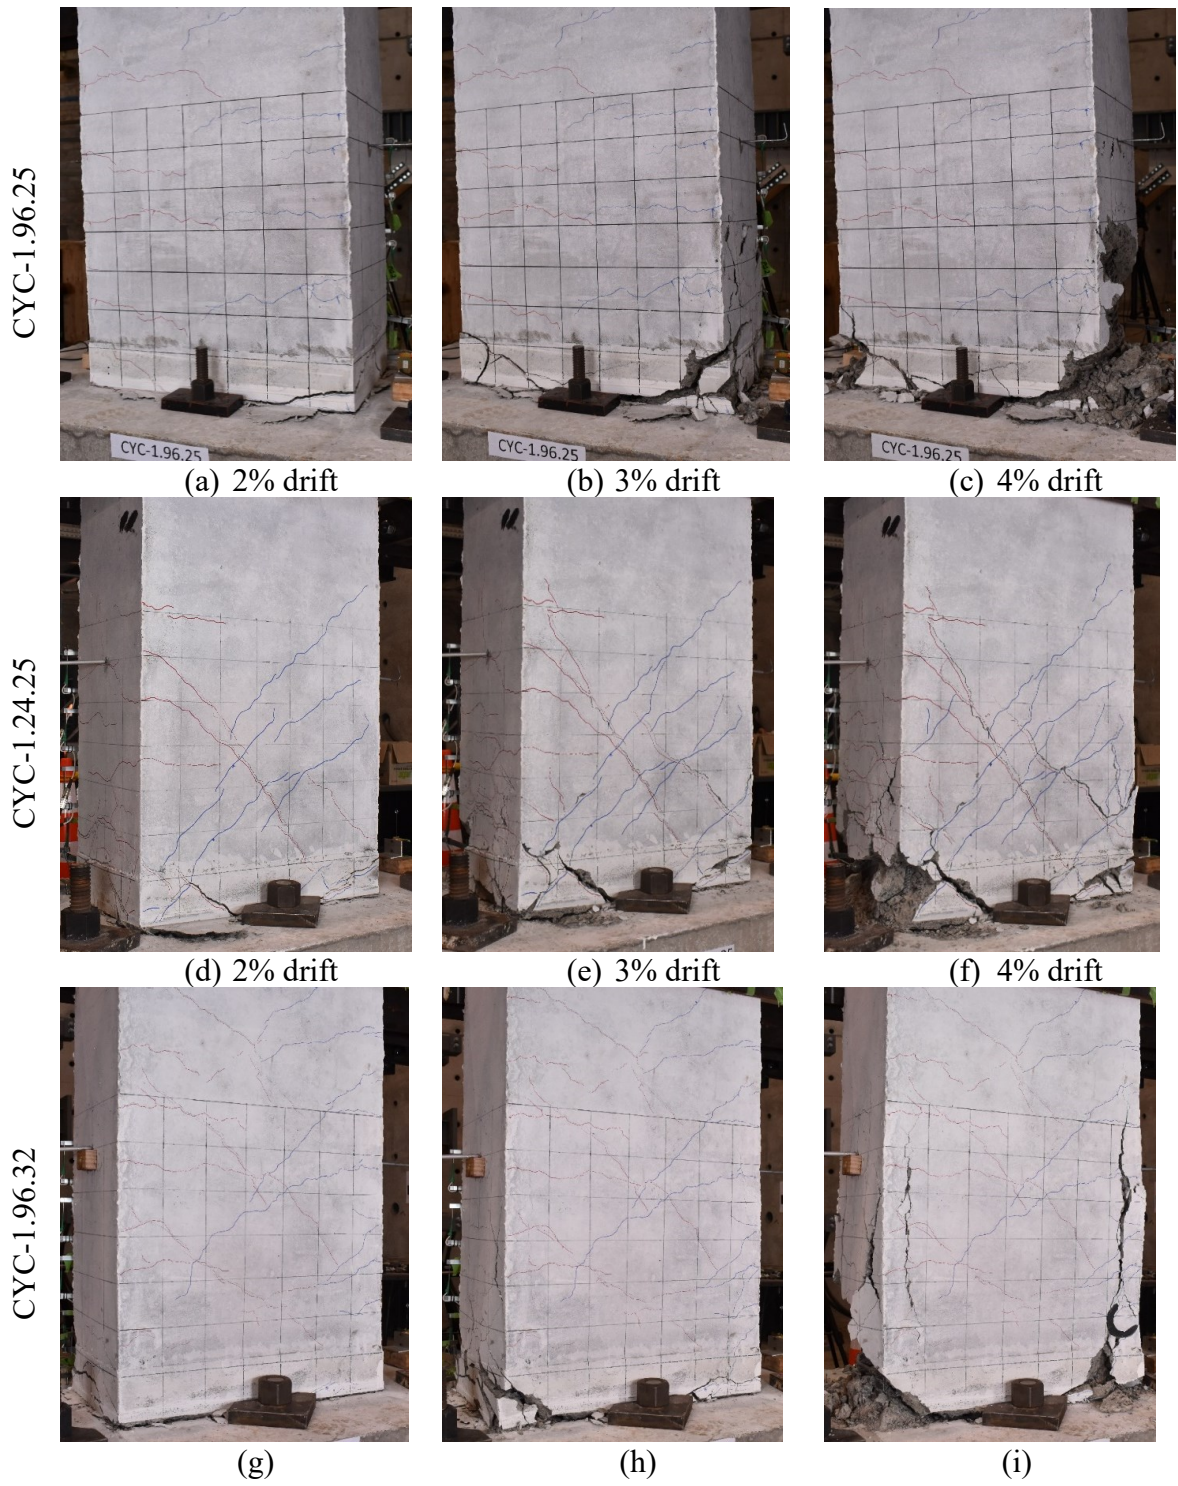 CYC-1.96.25
CYC-1.96.25
CYC-1.96.25
CYC-1.96.25
(a) 2% drift
(b) 3% drift
(c) 4% drift
CYC-1.24.25
(d) 2% drift
(e) 3% drift
(f) 4% drift
CYC-1.96.32
C
(g)
(h)
(i)